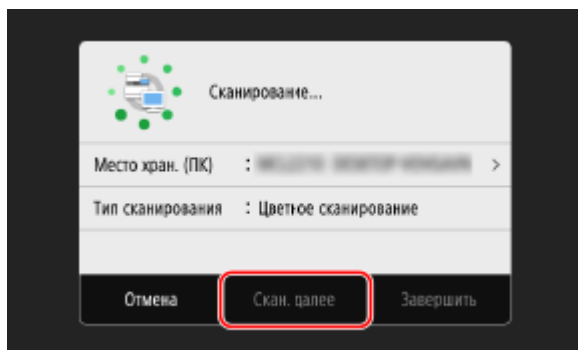 Сканирование...
Место хран. (ПК) :
Тип сканирования : Цветное сканирование
Отмена Скан. далее Завершить